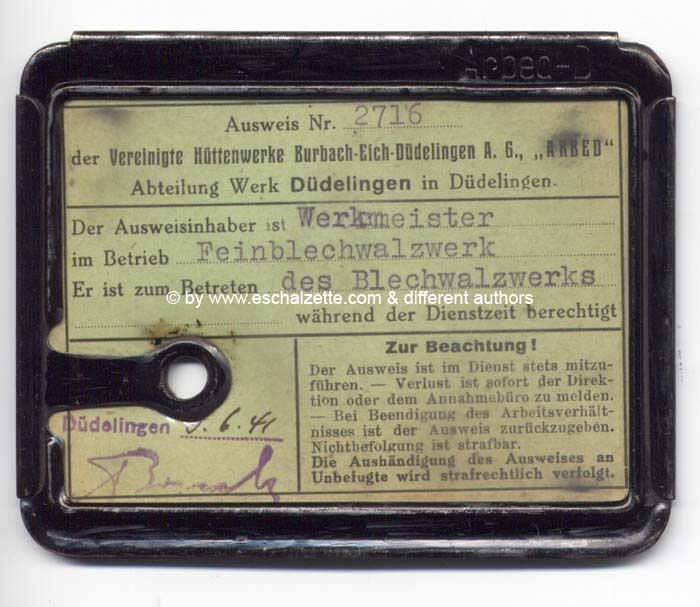 Arbed-D
Ausweis Nr. 2716
der Vereinigte Hüttenwerke Burbach-Eich-Düdelingen A. G., „ARBED"
Abteilung Werk Düdelingen in Düdelingen.
Der Ausweisinhaber ist Werkmeister
im Betrieb Feinblechwalzwerk
Er ist zum Betreten des Blechwalzwerks
© by www.eschalzette.com & different authors
während der Dienstzeit berechtigt
Düdelingen 6.41
Zur Beachtung!
Der Ausweis ist im Dienst stets mitzu-
führen. — Verlust ist sofort der Direk-
tion oder dem Annahmebüro zu melden.
— Bei Beendigung des Arbeitsverhält-
nisses ist der Ausweis zurückzugeben.
Nichtbefolgung ist strafbar.
Die Aushändigung des Ausweises an
Unbefugte wird strafrechtlich verfolgt.